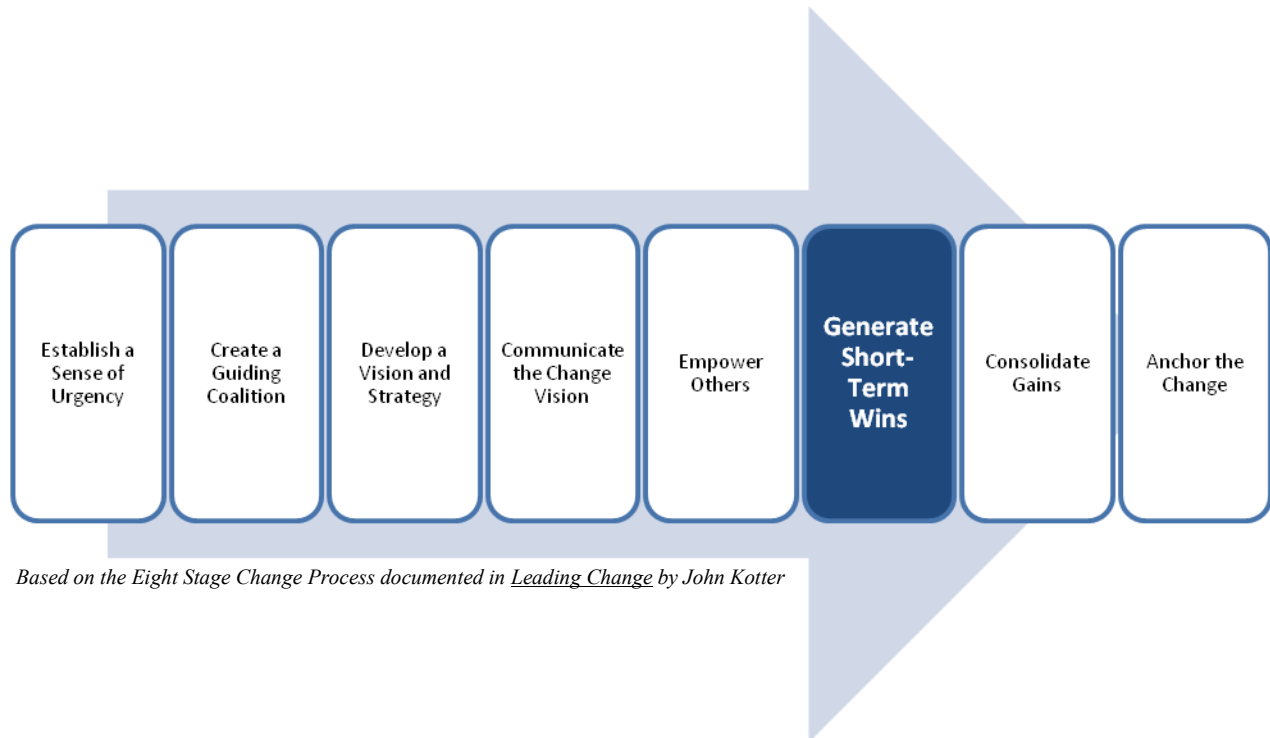 Establish a
Sense of
Urgency
Create a
Guiding
Coalition
Develop a
Vision and
Strategy
Communicate
the Change
Vision
Empower
Others
Generate
Short-
Term
Wins
Consolidate
Gains
Anchor the
Change
Based on the Eight Stage Change Process documented in Leading Change by John Kotter